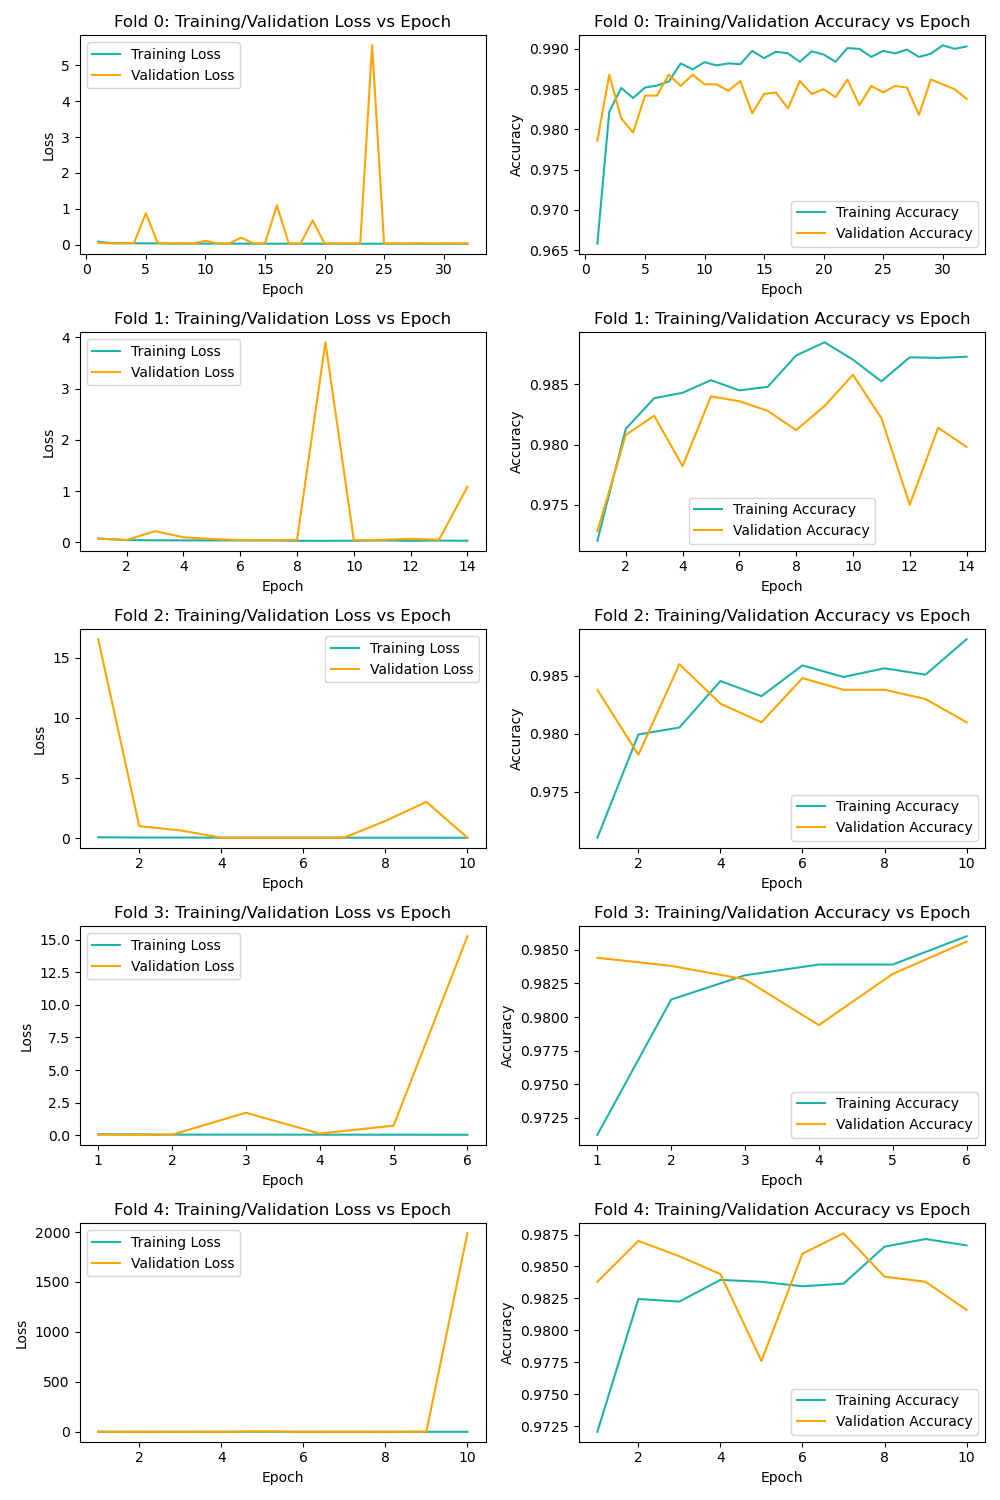 Fold 0: Training/Validation Loss vs Epoch
Training Loss
Validation Loss
Loss
5
4
3
2
1
0
0 5 10 15 20 25 30
Epoch
Fold 0: Training/Validation Accuracy vs Epoch
Accuracy
0.990
0.985
0.980
0.975
0.970
0.965
Training Accuracy
Validation Accuracy
0 5 10 15 20 25 30
Epoch
Fold 1: Training/Validation Loss vs Epoch
Training Loss
Validation Loss
Loss
4
3
2
1
0
2 4 6 8 10 12 14
Epoch
Fold 1: Training/Validation Accuracy vs Epoch
Accuracy
0.985
0.980
0.975
Training Accuracy
Validation Accuracy
2 4 6 8 10 12 14
Epoch
Fold 2: Training/Validation Loss vs Epoch
Training Loss
Validation Loss
Loss
15
10
5
0
2 4 6 8 10
Epoch
Fold 2: Training/Validation Accuracy vs Epoch
Accuracy
0.985
0.980
0.975
Training Accuracy
Validation Accuracy
2 4 6 8 10
Epoch
Fold 3: Training/Validation Loss vs Epoch
Training Loss
Validation Loss
Loss
15.0
12.5
10.0
7.5
5.0
2.5
0.0
1 2 3 4 5 6
Epoch
Fold 3: Training/Validation Accuracy vs Epoch
Accuracy
0.9850
0.9825
0.9800
0.9775
0.9750
0.9725
Training Accuracy
Validation Accuracy
1 2 3 4 5 6
Epoch
Fold 4: Training/Validation Loss vs Epoch
Training Loss
Validation Loss
Loss
2000
1500
1000
500
0
2 4 6 8 10
Epoch
Fold 4: Training/Validation Accuracy vs Epoch
Accuracy
0.9875
0.9850
0.9825
0.9800
0.9775
0.9750
0.9725
Training Accuracy
Validation Accuracy
2 4 6 8 10
Epoch